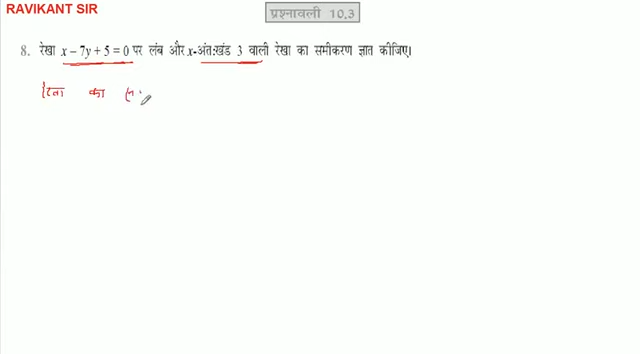 RAVIKANT SIR
प्रश्नावली 10.3
8. रेखा x – 7y + 5 = 0 पर लंब और x-अंत:खंड 3 वाली रेखा का समीकरण ज्ञात कीजिए।
रेखा का